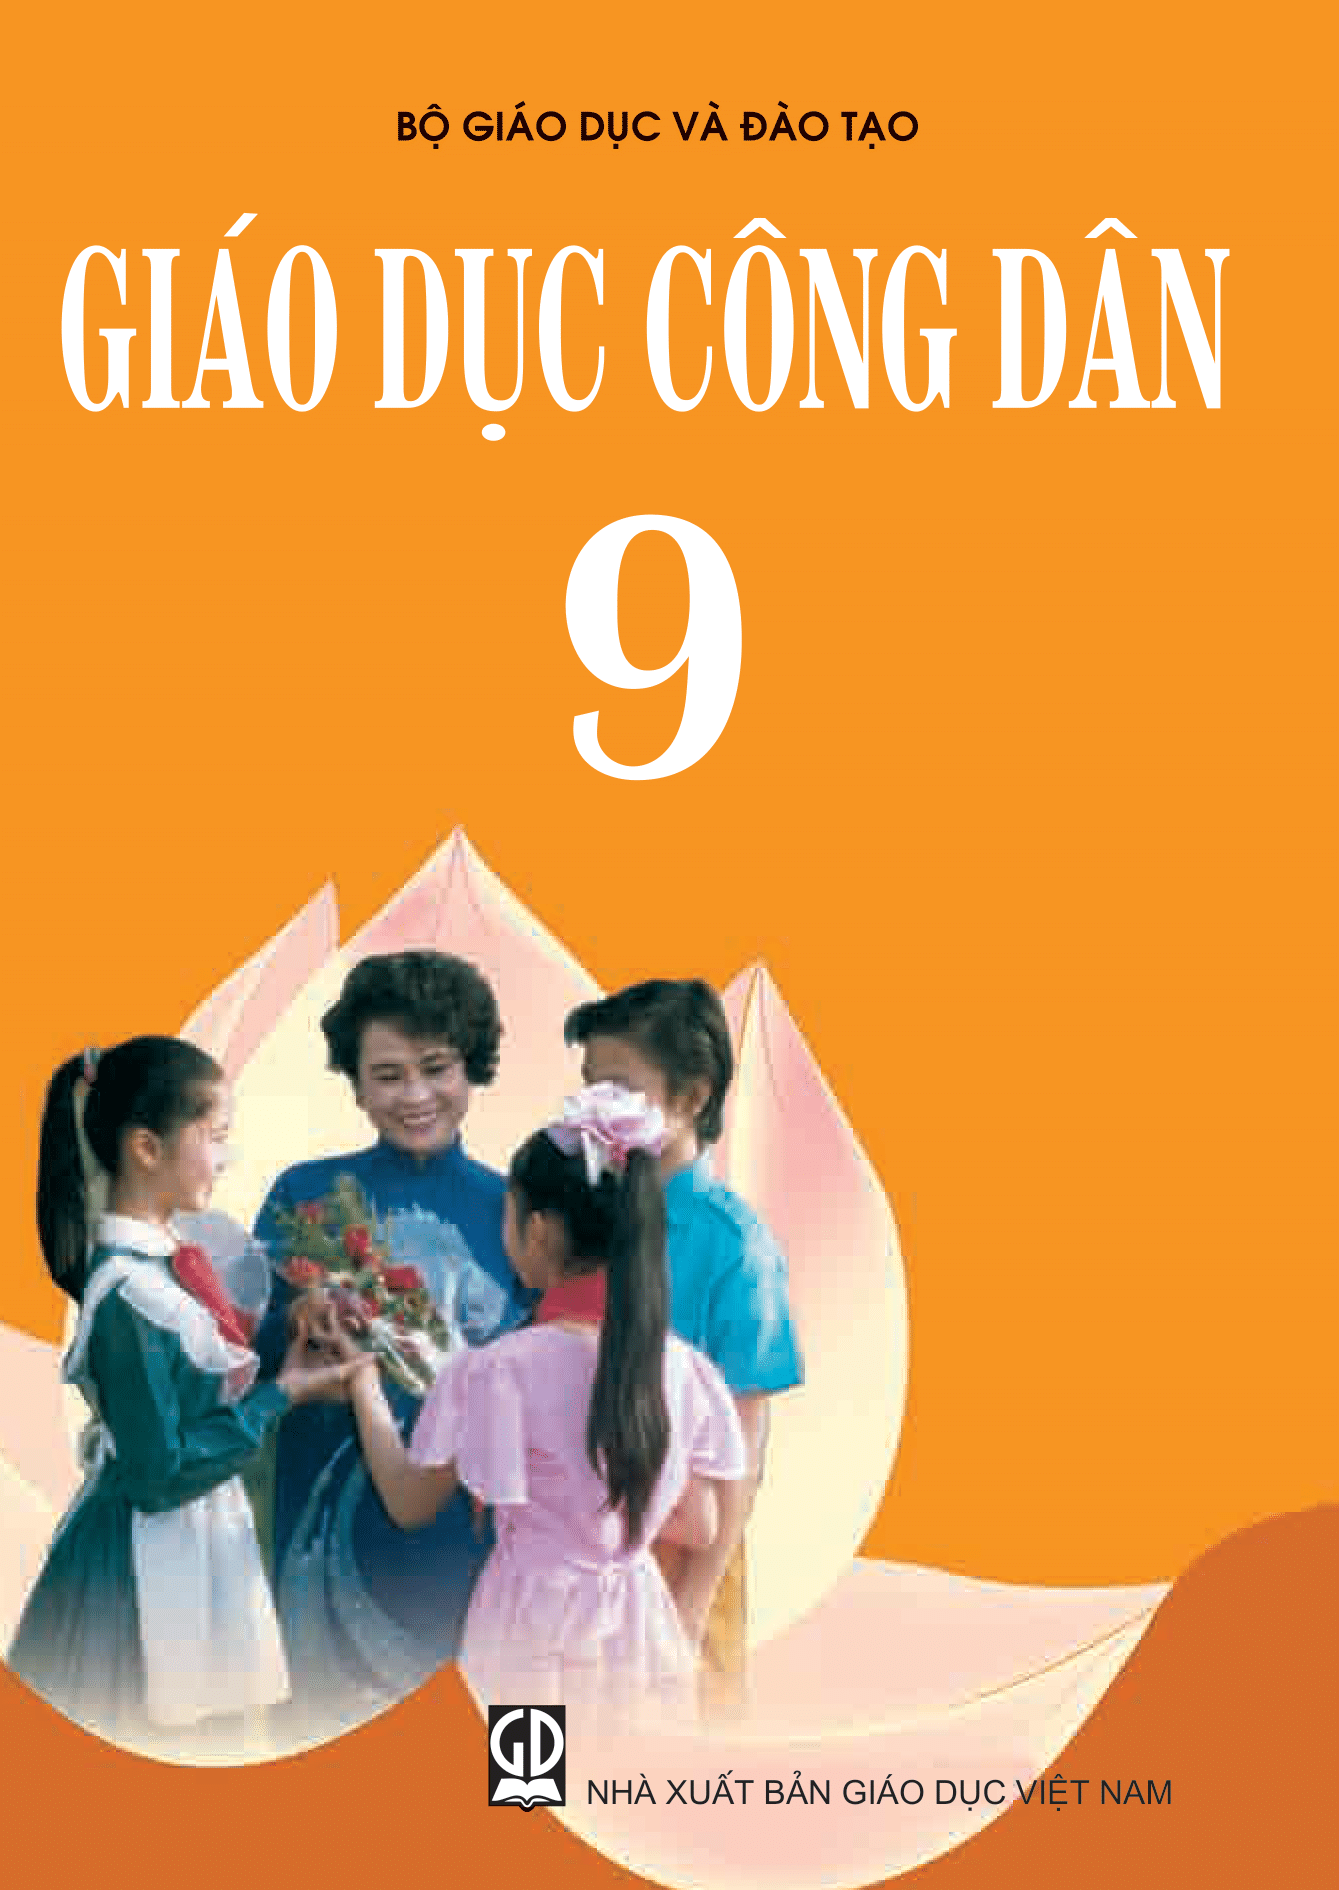 BỘ GIÁO DỤC VÀ ĐÀO TẠO
GIÁO DỤC CÔNG DÂN
9
GD
NHÀ XUẤT BẢN GIÁO DỤC VIỆT NAM